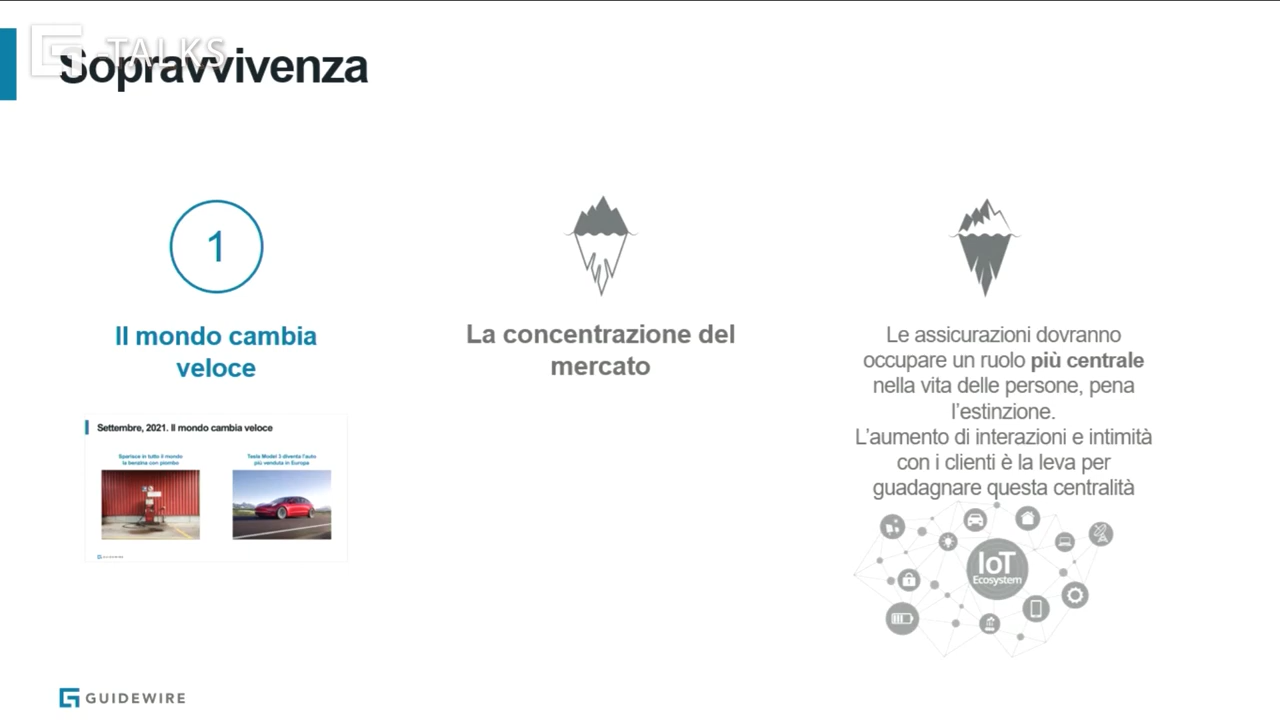 G-TALKS
Sopravvivenza
1
Il mondo cambia
veloce
Settembre, 2021. Il mondo cambia veloce
Sparisce in tutto il mondo
la benzina con piombo
Tesla Model 3 diventa l'auto
più venduta in Europa
La concentrazione del
mercato
Le assicurazioni dovranno
occupare un ruolo più centrale
nella vita delle persone, pena
l'estinzione.
L'aumento di interazioni e intimità
con i clienti è la leva per
guadagnare questa centralità
IoT
Ecosystem
GUIDEWIRE